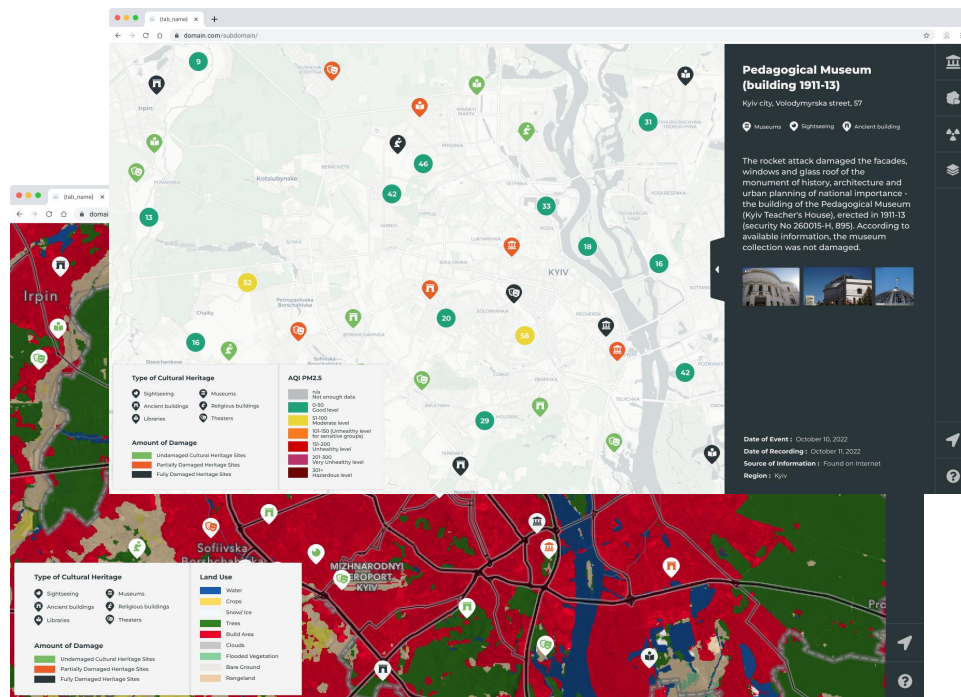 {tab_name}
domain.com/subdomain/
9
Irpin
31
46
42
Kotsiubynske
33
13
18
16
KYIV
52
Petropavlivska
Borshchahivka
Chaiky
20
56
BORSHCHAHIVKA
16
Shevchenkove
Sofiivska
42
29
Type of Cultural Heritage
Sightseeing
Museums
Ancient buildings
Religious buildings
Libraries
Theaters
Amount of Damage
Undamaged Cultural Heritage Sites
Partially Damaged Heritage Sites
Fully Damaged Heritage Sites
AQI PM2.5
n/a
Not enough data
0-50
Good level
51-100
Moderate level
101-150 (Unhealthy level
for sensitive groups)
151-200
Unhealthy level
201-300
Very Unhealthy level
301+
Hazardous level
Pedagogical Museum
(building 1911-13)
Kyiv city, Volodymyrska street, 57
Museums
Sightseeing
Ancient building
The rocket attack damaged the facades,
windows and glass roof of the
monument of history, architecture and
urban planning of national importance -
the building of the Pedagogical Museum
(Kyiv Teacher's House), erected in 1911-13
(security No 260015-H, 895). According to
available information, the museum
collection was not damaged.
Date of Event : October 10, 2022
Date of Recording : October 11, 2022
Source of Information : Found on Internet
Region : Kyiv
{tab_name}
domai
Irpin
Sofiivska
Borshchahivka
MIZHNARODNYI
AEROPORT
KYIV
Pro
Type of Cultural Heritage
Sightseeing
Museums
Ancient buildings
Religious buildings
Libraries
Theaters
Amount of Damage
Undamaged Cultural Heritage Sites
Partially Damaged Heritage Sites
Fully Damaged Heritage Sites
Land Use
Water
Crops
Snow/ Ice
Trees
Build Area
Clouds
Flooded Vegetation
Bare Ground
Rangeland